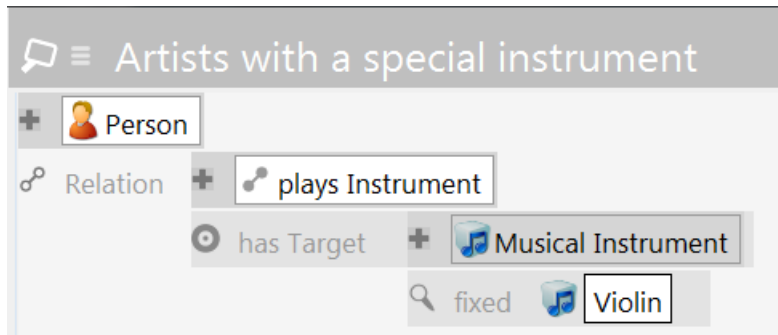 Artists with a special instrument
Person
Relation plays Instrument
has Target Musical Instrument
fixed Violin